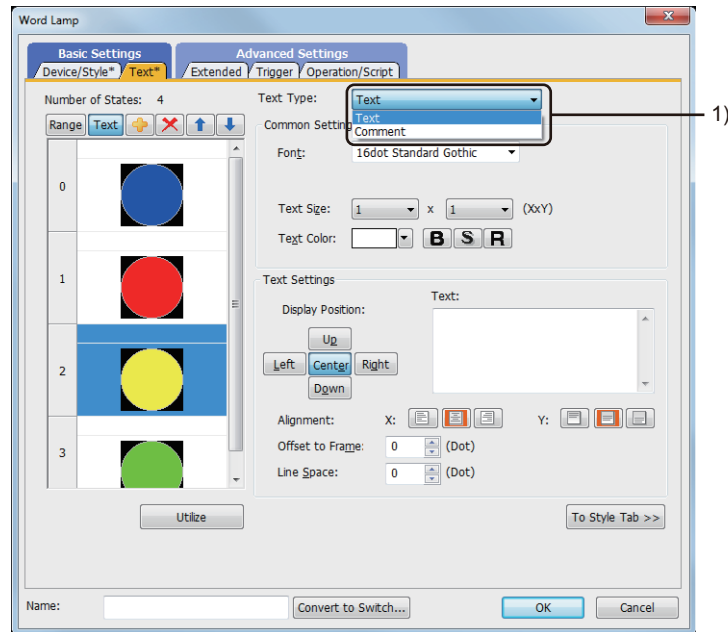 Word Lamp
Basic Settings Advanced Settings
Device/Style* Text* Extended Trigger Operation/Script
Number of States: 4 Text Type: Text
Text
Comment
1)
Range Text
Common Setting
Font: 16dot Standard Gothic
0
Text Size: 1 x 1 (XxY)
Text Color: B S R
1
Text Settings
Text:
Display Position:
Up
2
Left Center Right
Down
Alignment: X: Y:
3
Offset to Frame: 0 (Dot)
Line Space: 0 (Dot)
Utilize To Style Tab >>
Name: Convert to Switch... OK Cancel